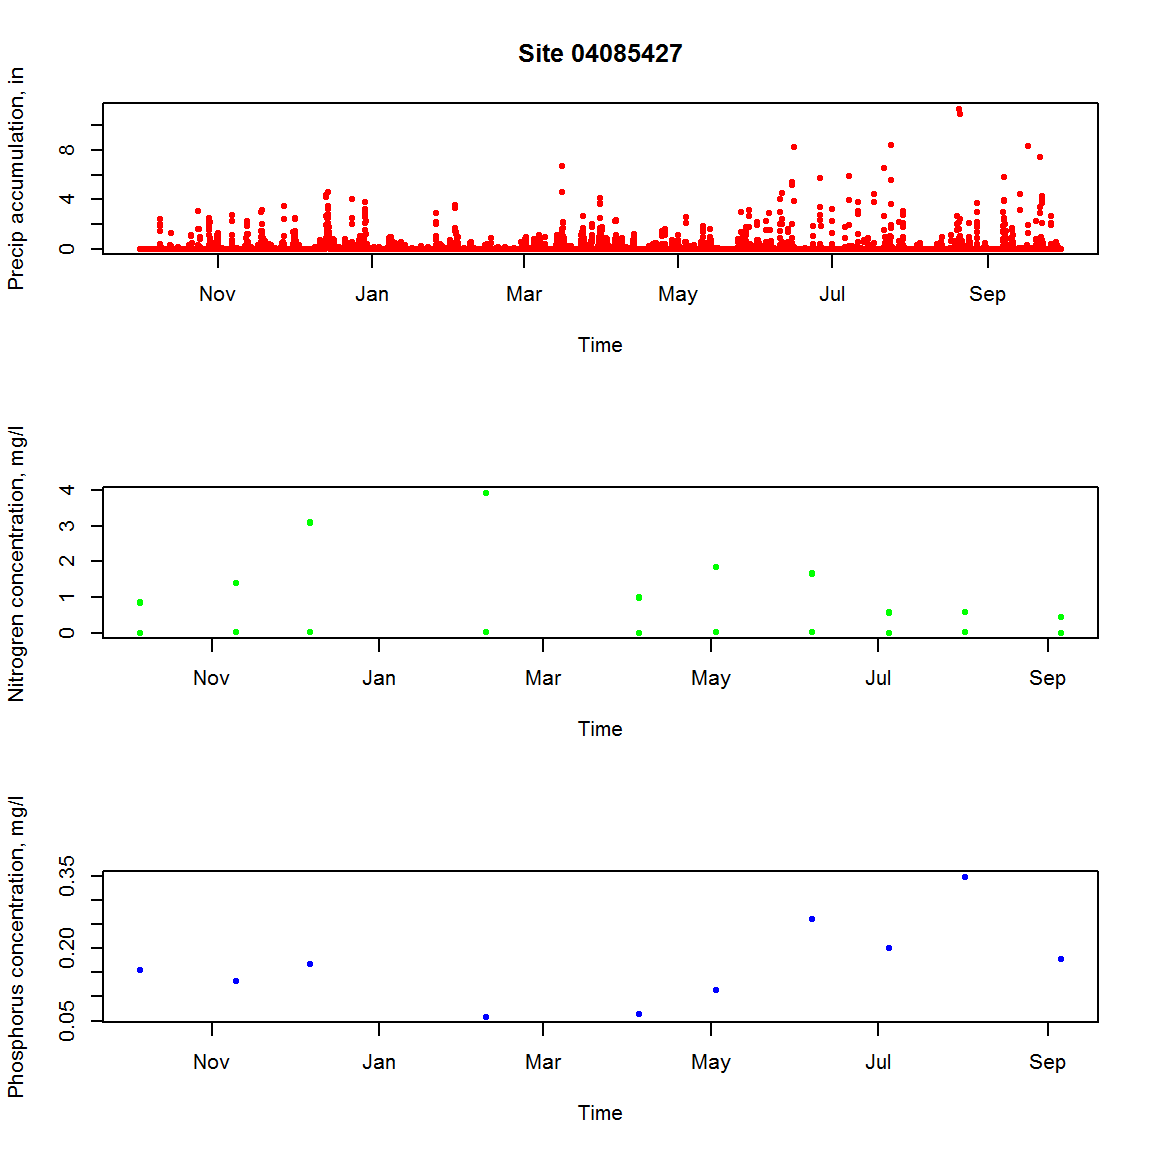 Site 04085427
Precip accumulation, in
8
4
0
Nov Jan Mar May Jul Sep
Time
Nitrogren concentration, mg/l
4
3
2
1
0
Nov Jan Mar May Jul Sep
Time
Phosphorus concentration, mg/l
0.35
0.20
0.05
Nov Jan Mar May Jul Sep
Time